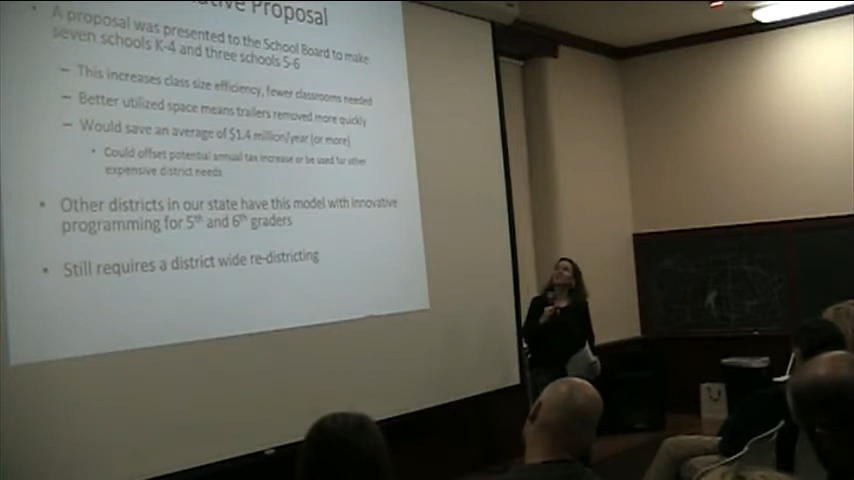 Proposal
• A proposal was presented to the School Board to make
seven schools K-4 and three schools 5-6
– This increases class size efficiency, fewer classrooms needed
– Better utilized space means trailers removed more quickly
– Would save an average of $1.4 million/year (or more)
• Could offset potential annual tax increase or be used for other
expensive district needs
• Other districts in our state have this model with innovative
programming for 5th and 6th graders
• Still requires a district wide re-districting